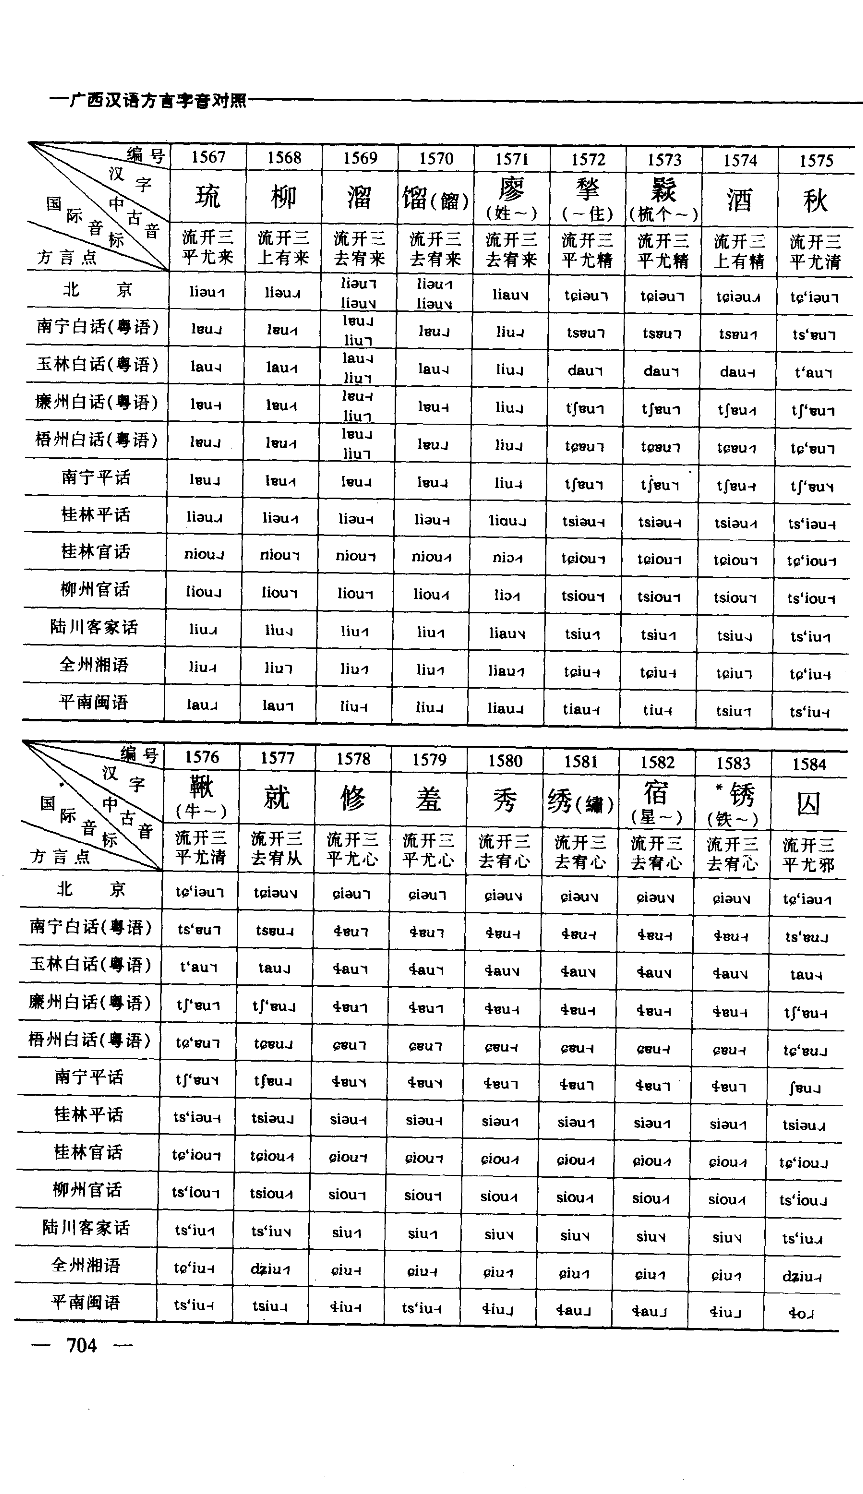 广西汉语方言字音对照
编号 1567 1568 1569 1570 1571 1572 1573 1574 1575
汉字 琉 柳 溜 馏(餾) 廖 揫 鬏 酒 秋
中古音 (姓～) (～住) (梳个～)
国际音标 流开三 流开三 流开三 流开三 流开三 流开三 流开三 流开三 流开三
方言点 平尤来 上有来 去宥来 去宥来 去宥来 平尤精 平尤精 上有精 平尤清
北 京 liəu liəu liəu liəu liəu liəu liau tɕiəu tɕiəu tɕiəu tɕʻiəu
南宁白话(粤语) lɐu lɐu lɐu liu lɐu liu tsɐu tsɐu tsɐu tsʻɐu
玉林白话(粤语) lau lau lau liu lau liu dau dau dau tʻau
廉州白话(粤语) lɐu lɐu lɐu liu lɐu liu tʃɐu tʃɐu tʃɐu tʃʻɐu
梧州白话(粤语) lɐu lɐu lɐu liu lɐu liu tɕɐu tɕɐu tɕɐu tɕʻɐu
南宁平话 lɐu lɐu lɐu lɐu liu tʃɐu tʃɐu tʃɐu tʃʻɐu
桂林平话 liəu liəu liəu liəu liɑu tsiəu tsiəu tsiəu tsʻiəu
桂林官话 niou niou niou niou niɔ tɕiou tɕiou tɕiou tɕʻiou
柳州官话 liou liou liou liou liɔ tsiou tsiou tsiou tsʻiou
陆川客家话 liu liu liu liu liau tsiu tsiu tsiu tsʻiu
全州湘语 liu liu liu liu liau tɕiu tɕiu tɕiu tɕʻiu
平南闽语 lau lau liu liu liau tiau tiu tsiu tsʻiu
编号 1576 1577 1578 1579 1580 1581 1582 1583 1584
汉字 鞦 就 修 羞 秀 绣(繡) 宿 *锈 囚
中古音 (牛～) (星～) (铁～)
国际音标 流开三 流开三 流开三 流开三 流开三 流开三 流开三 流开三 流开三
方言点 平尤清 去宥从 平尤心 平尤心 去宥心 去宥心 去宥心 去宥心 平尤邪
北 京 tɕʻiəu tɕiəu ɕiəu ɕiəu ɕiəu ɕiəu ɕiəu ɕiəu tɕʻiəu
南宁白话(粤语) tsʻɐu tsɐu ɬɐu ɬɐu ɬɐu ɬɐu ɬɐu ɬɐu tsʻɐu
玉林白话(粤语) tʻau tau ɬau ɬau ɬau ɬau ɬau ɬau tau
廉州白话(粤语) tʃʻɐu tʃʻɐu ɬɐu ɬɐu ɬɐu ɬɐu ɬɐu ɬɐu tʃʻɐu
梧州白话(粤语) tɕʻɐu tɕɐu ɕɐu ɕɐu ɕɐu ɕɐu ɕɐu ɕɐu tɕʻɐu
南宁平话 tʃʻɐu tʃɐu ɬɐu ɬɐu ɬɐu ɬɐu ɬɐu ɬɐu ʃɐu
桂林平话 tsʻiəu tsiəu siəu siəu siəu siəu siəu siəu tsiəu
桂林官话 tɕʻiou tɕiou ɕiou ɕiou ɕiou ɕiou ɕiou ɕiou tɕʻiou
柳州官话 tsʻiou tsiou siou siou siou siou siou siou tsʻiou
陆川客家话 tsʻiu tsʻiu siu siu siu siu siu siu tsʻiu
全州湘语 tɕʻiu dʑiu ɕiu ɕiu ɕiu ɕiu ɕiu ɕiu dʑiu
平南闽语 tsʻiu tsiu ɬiu tsʻiu ɬiu ɬau ɬau ɬiu ɬo
— 704 —